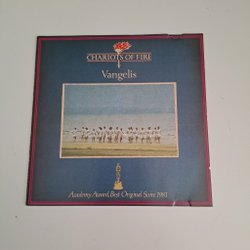 CHARIOTS OF FIRE
Vangelis
Academy Award, Best Original Score 1981